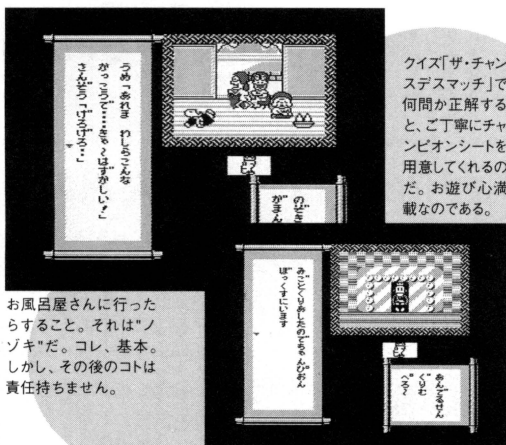 うめ「あれま わしらこんな
かっこうで・・・・きゃ～はずかしい!」
さんぞう「げろげろ・・」
のぞき
がまん
クイズ「ザ・チャン
スデスマッチ」で
何問か正解する
と、ご丁寧にチャ
ンピオンシートを
用意してくれるの
だ。お遊び心満
載なのである。
お風呂屋さんに行った
らすること。それは"ノ
ゾキ"だ。コレ、基本。
しかし、その後のコトは
責任持ちません。
みごとくりあしたのでちゃんぴおん
ぼっくすにいます
あんでるせん
くりむ
ぺろ～